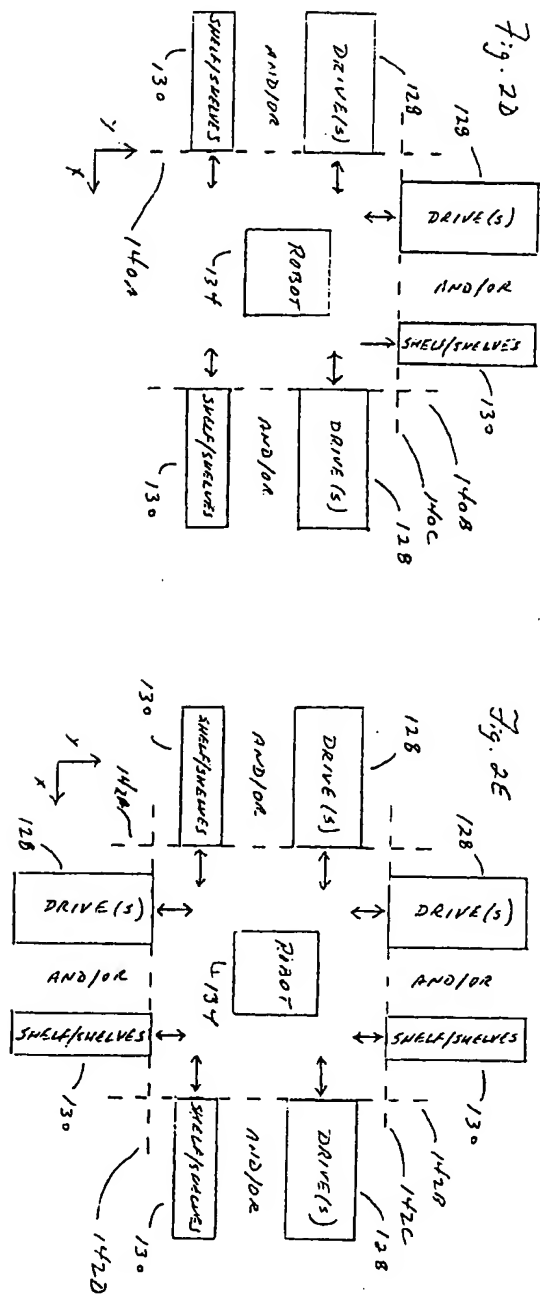 Fig. 2D
128
DRIVE(S)
AND/OR
SHELF/SHELVES
130
128
DRIVE(S)
AND/OR
SHELF/SHELVES
130
ROBOT
134
Y
X
140A
DRIVE(S)
128
AND/OR
SHELF/SHELVES
130
140B
140C
Fig. 2E
128
DRIVE(S)
AND/OR
SHELF/SHELVES
130
128
DRIVE(S)
AND/OR
SHELF/SHELVES
130
ROBOT
134
Y
X
142A
128
DRIVE(S)
AND/OR
SHELF/SHELVES
130
DRIVE(S)
128
AND/OR
SHELF/SHELVES
130
142B
142C
142D